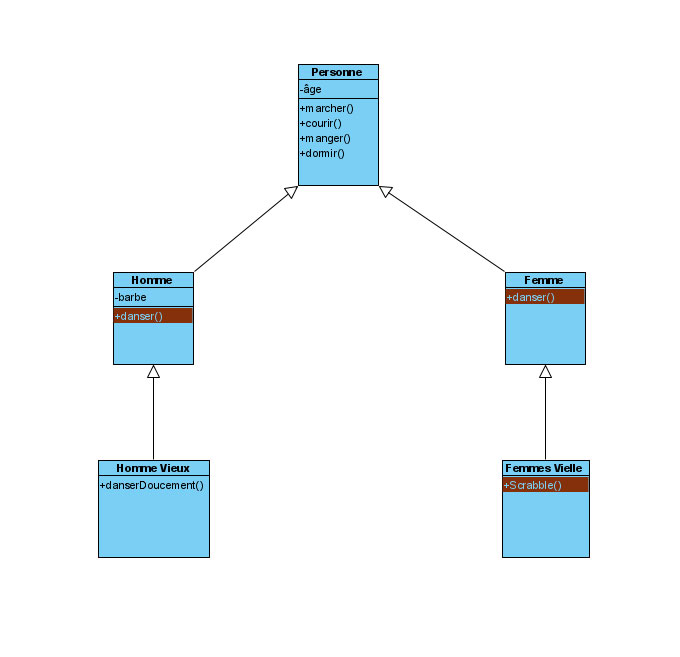 Personne
-âge
+marcher()
+courir()
+manger()
+dormir()
Homme
-barbe
+danser()
Femme
+danser()
Homme Vieux
+danserDoucement()
Femmes Vielle
+Scrabble()